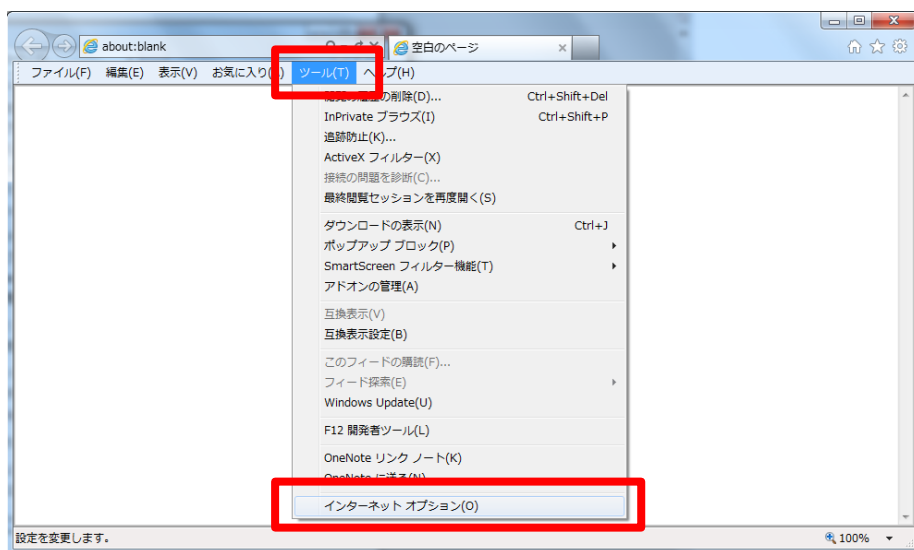 about:blank
空白のページ
ファイル(F) 編集(E) 表示(V) お気に入り( ) ツール(T) ヘルプ(H)
の削除(D)... Ctrl+Shift+Del
InPrivate ブラウズ(I) Ctrl+Shift+P
追跡防止(K)...
ActiveX フィルター(X)
接続の問題を診断(C)...
最終閲覧セッションを再度開く(S)
ダウンロードの表示(N) Ctrl+J
ポップアップ ブロック(P)
SmartScreen フィルター機能(T)
アドオンの管理(A)
互換表示(V)
互換表示設定(B)
このフィードの購読(F)...
フィード探索(E)
Windows Update(U)
F12 開発者ツール(L)
OneNote リンク ノート(K)
OneNote に送る(N)
インターネット オプション(O)
設定を変更します。 100%